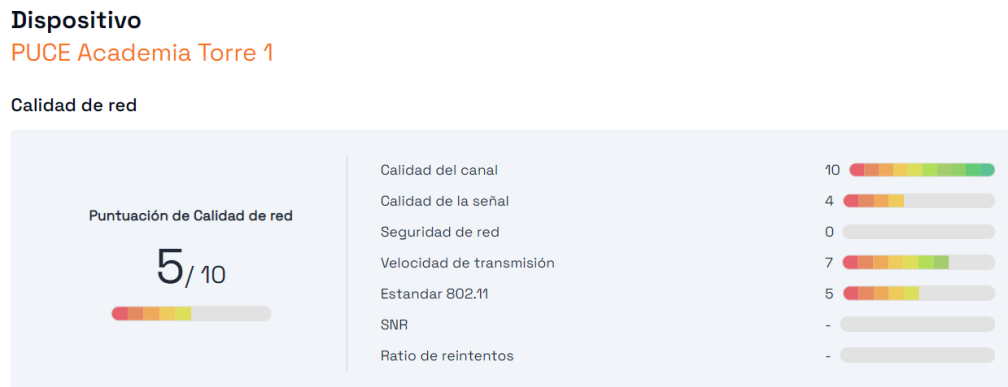 Dispositivo
PUCE Academia Torre 1
Calidad de red
Puntuación de Calidad de red
5/ 10
Calidad del canal 10
Calidad de la señal 4
Seguridad de red 0
Velocidad de transmisión 7
Estandar 802.11 5
SNR -
Ratio de reintentos -